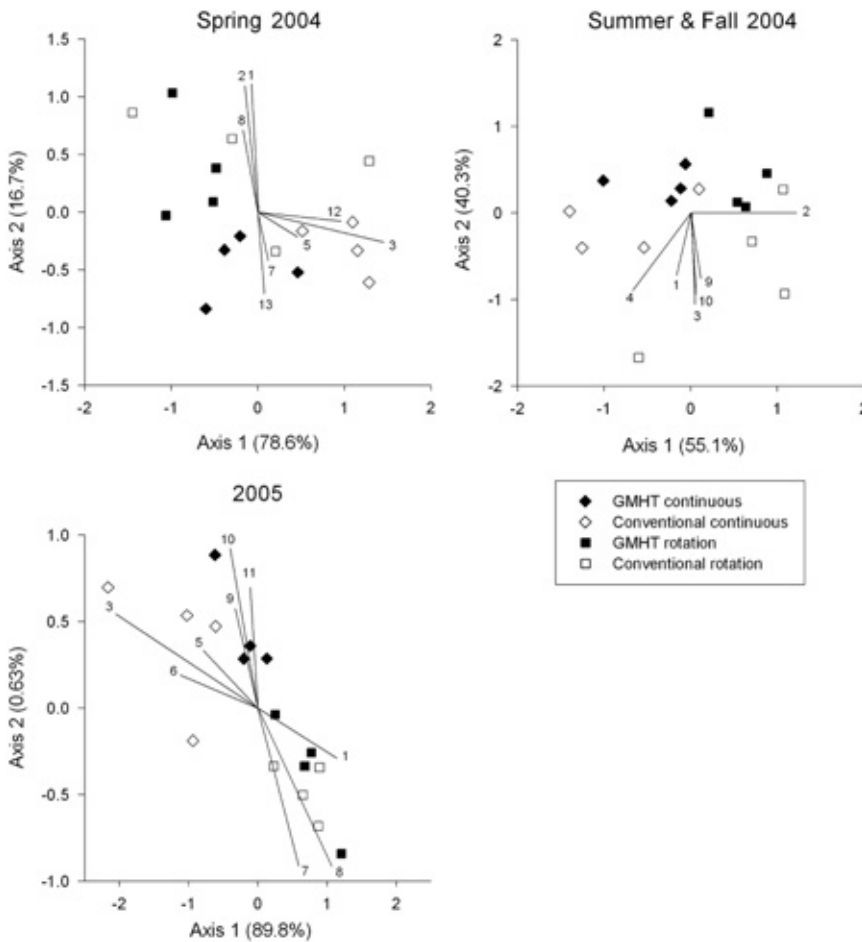 Spring 2004
1.5
1.0
0.5
0.0
-0.5
-1.0
-1.5
Axis 2 (16.7%)
2 1
8
12
3
5
7
13
-2 -1 0 1 2
Axis 1 (78.6%)
Summer & Fall 2004
2
1
0
-1
-2
Axis 2 (40.3%)
2
4
1
9
10
3
-2 -1 0 1 2
Axis 1 (55.1%)
2005
1.0
0.5
0.0
-0.5
-1.0
Axis 2 (0.63%)
10
11
9
3
5
6
1
7
8
-2 -1 0 1 2
Axis 1 (89.8%)
GMHT continuous
Conventional continuous
GMHT rotation
Conventional rotation